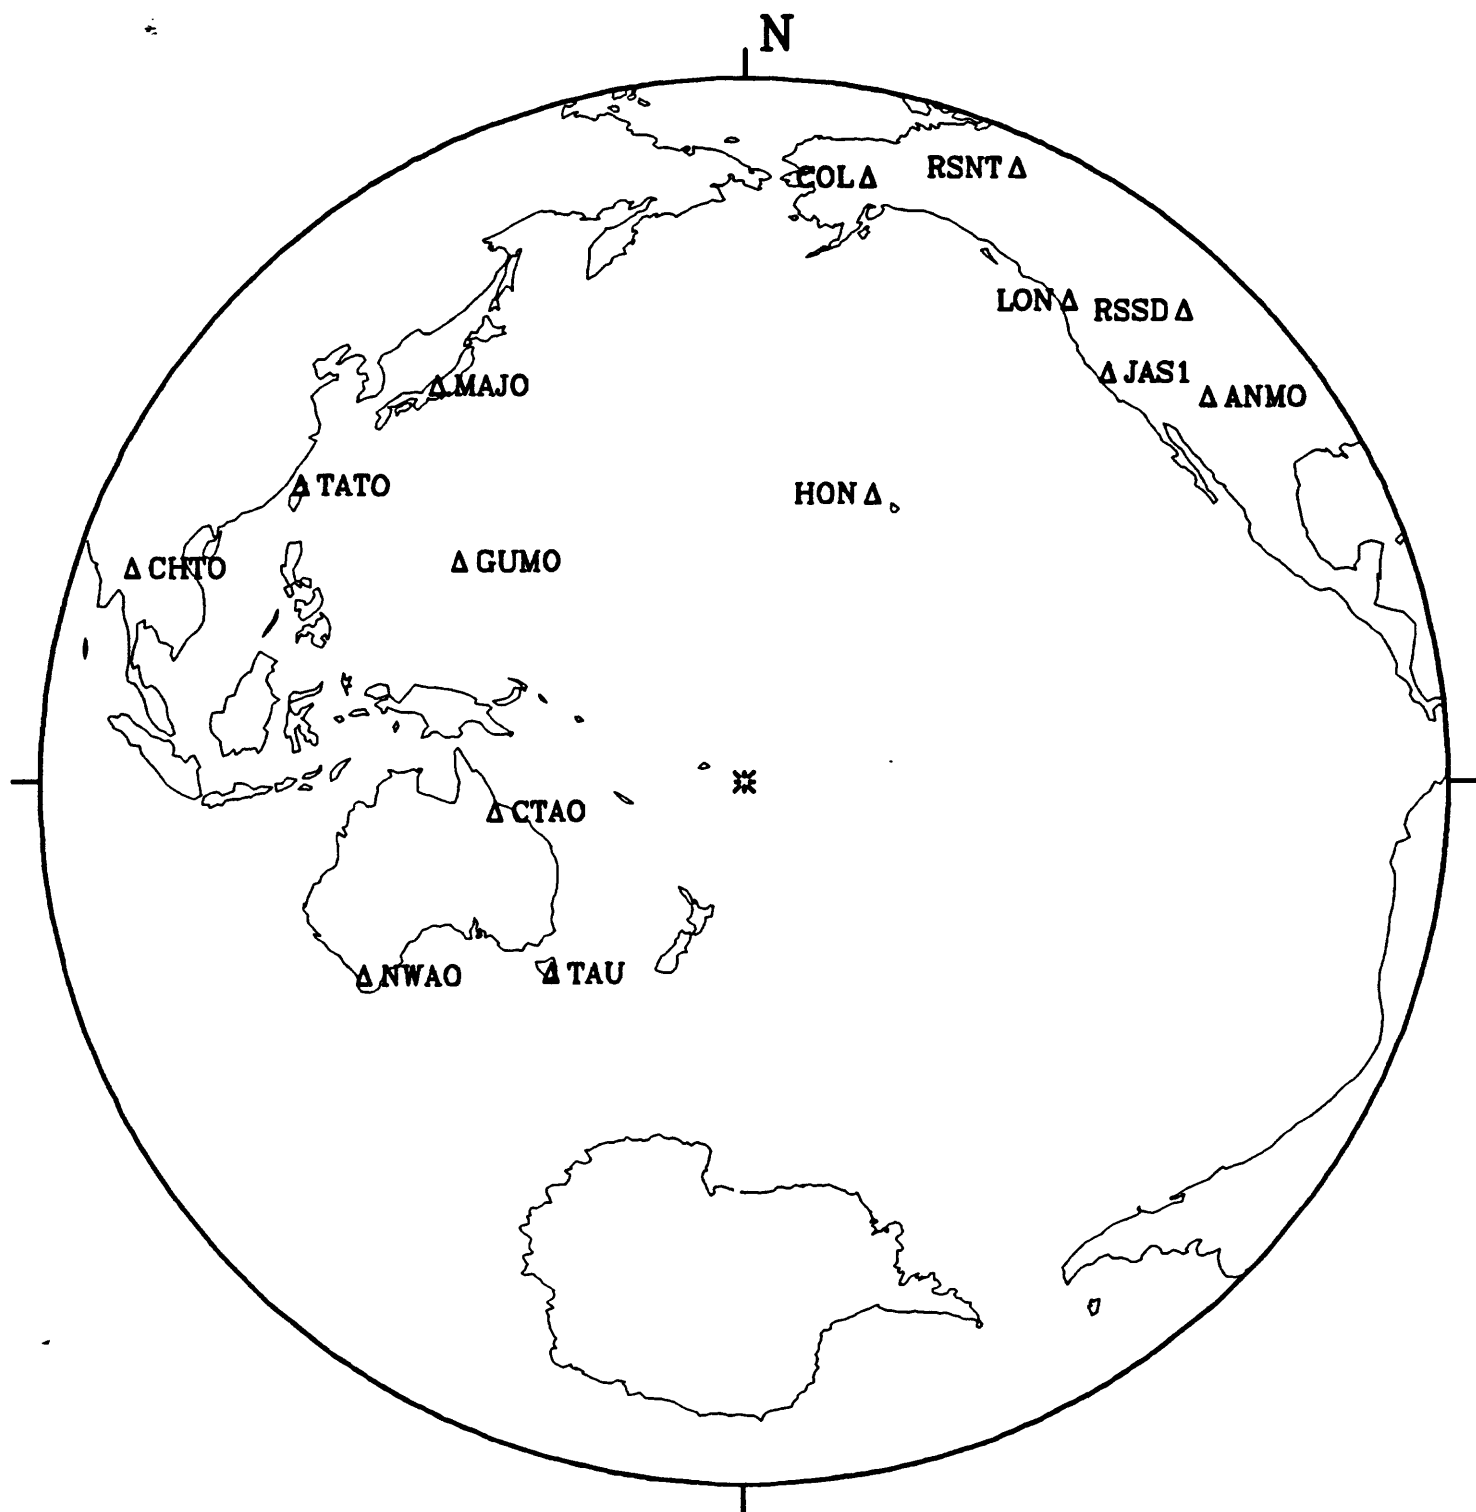 N
COL
RSNT
LON
RSSD
JAS1
MAJO
ANMO
TATO
HON
CHTO
GUMO
CTAO
NWAO
TAU